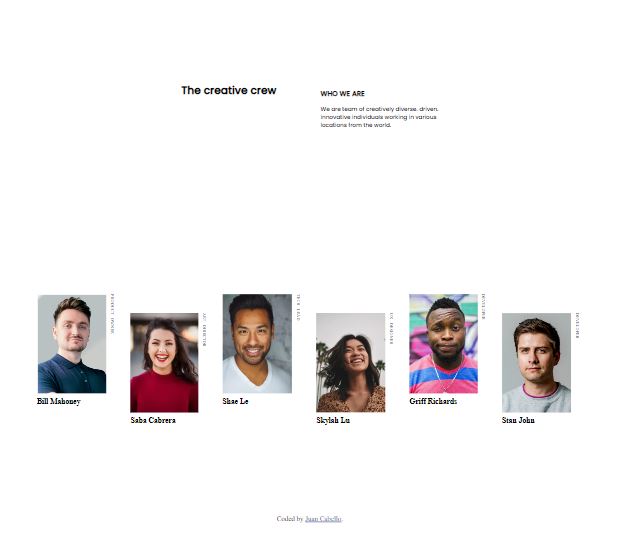 The creative crew
WHO WE ARE
We are team of creatively diverse. driven.
innovative individuals working in various
locations from the world.
PRODUCT OWNER
Bill Mahoney
ART DIRECTOR
Saba Cabrera
TECH LEAD
Shae Le
UX DESIGNER
Skylah Lu
DEVELOPER
Griff Richards
DEVELOPER
Stan John
Coded by Juan Cabello.